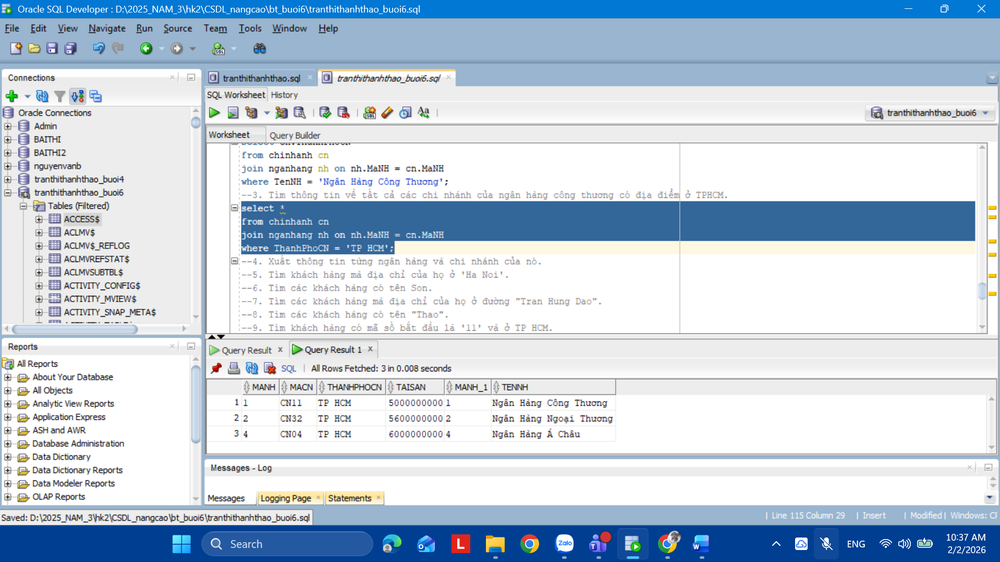 Oracle SQL Developer : D:\2025_NAM_3\hk2\CSDL_nangcao\bt_buoi6\tranthithanhthao_buoi6.sql
File Edit View Navigate Run Source Team Tools Window Help
Connections
Oracle Connections
Admin
BAITHI
BAITHI2
nguyenvanb
tranthithanhthao_buoi4
tranthithanhthao_buoi6
Tables (Filtered)
ACCESS$
ACLMV$
ACLMV$_REFLOG
ACLMVREFSTAT$
ACLMVSUBTBL$
ACTIVITY_CONFIG$
ACTIVITY_MVIEW$
ACTIVITY_SNAP_META$
Reports
All Reports
About Your Database
All Objects
Analytic View Reports
Application Express
ASH and AWR
Database Administration
Data Dictionary
Data Dictionary Reports
Data Modeler Reports
OLAP Reports
tranthithanhthao.sql
tranthithanhthao_buoi6.sql
SQL Worksheet History
tranthithanhthao_buoi6
Worksheet Query Builder
from chinhanh cn
join nganhang nh on nh.MaNH = cn.MaNH
where TenNH = 'Ngân Hàng Công Thương';
--3. Tìm thông tin về tất cả các chi nhánh của ngân hàng công thương có địa điểm ở TPHCM.
select *
from chinhanh cn
join nganhang nh on nh.MaNH = cn.MaNH
where ThanhPhoCN = 'TP HCM';
--4. Xuất thông tin từng ngân hàng và chi nhánh của nó.
--5. Tìm khách hàng mà địa chỉ của họ ở 'Ha Noi'.
--6. Tìm các khách hàng có tên Son.
--7. Tìm các khách hàng mà địa chỉ của họ ở đường "Tran Hung Dao".
--8. Tìm các khách hàng có tên "Thao".
--9. Tìm khách hàng có mã số bắt đầu là '11' và ở TP HCM.
Query Result x Query Result 1 x
SQL | All Rows Fetched: 3 in 0.008 seconds
MANH MACN THANHPHOCN TAISAN MANH_1 TENNH
1 1 CN11 TP HCM 5000000000 1 Ngân Hàng Công Thương
2 2 CN32 TP HCM 5600000000 2 Ngân Hàng Ngoại Thương
3 4 CN04 TP HCM 6000000000 4 Ngân Hàng Á Châu
Messages - Log
Messages Logging Page Statements
Saved: D:\2025_NAM_3\hk2\CSDL_nangcao\bt_buoi6\tranthithanhthao_buoi6.sql
| Line 115 Column 29 | Insert | Modified | Windows:
Search
Zalo
ENG
10:37 AM
2/2/2026